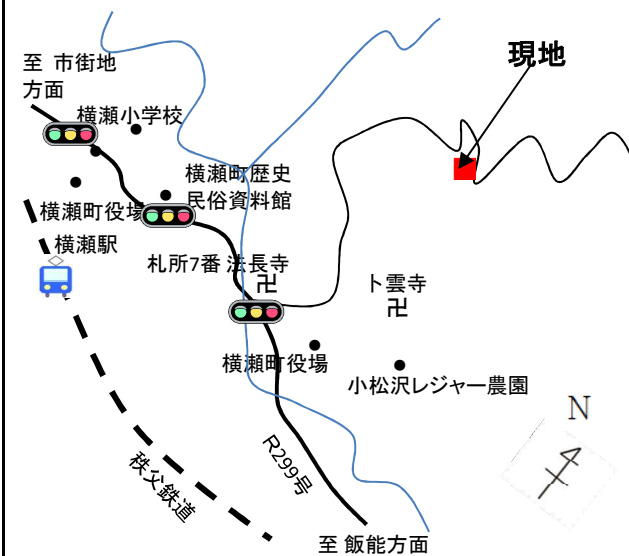 現地
至 市街地
方面
横瀬小学校
横瀬町歴史
民俗資料館
横瀬町役場
横瀬駅
札所7番 法長寺
卍
卜雲寺
卍
横瀬町役場
小松沢レジャー農園
N
R299号
秩父鉄道
至 飯能方面